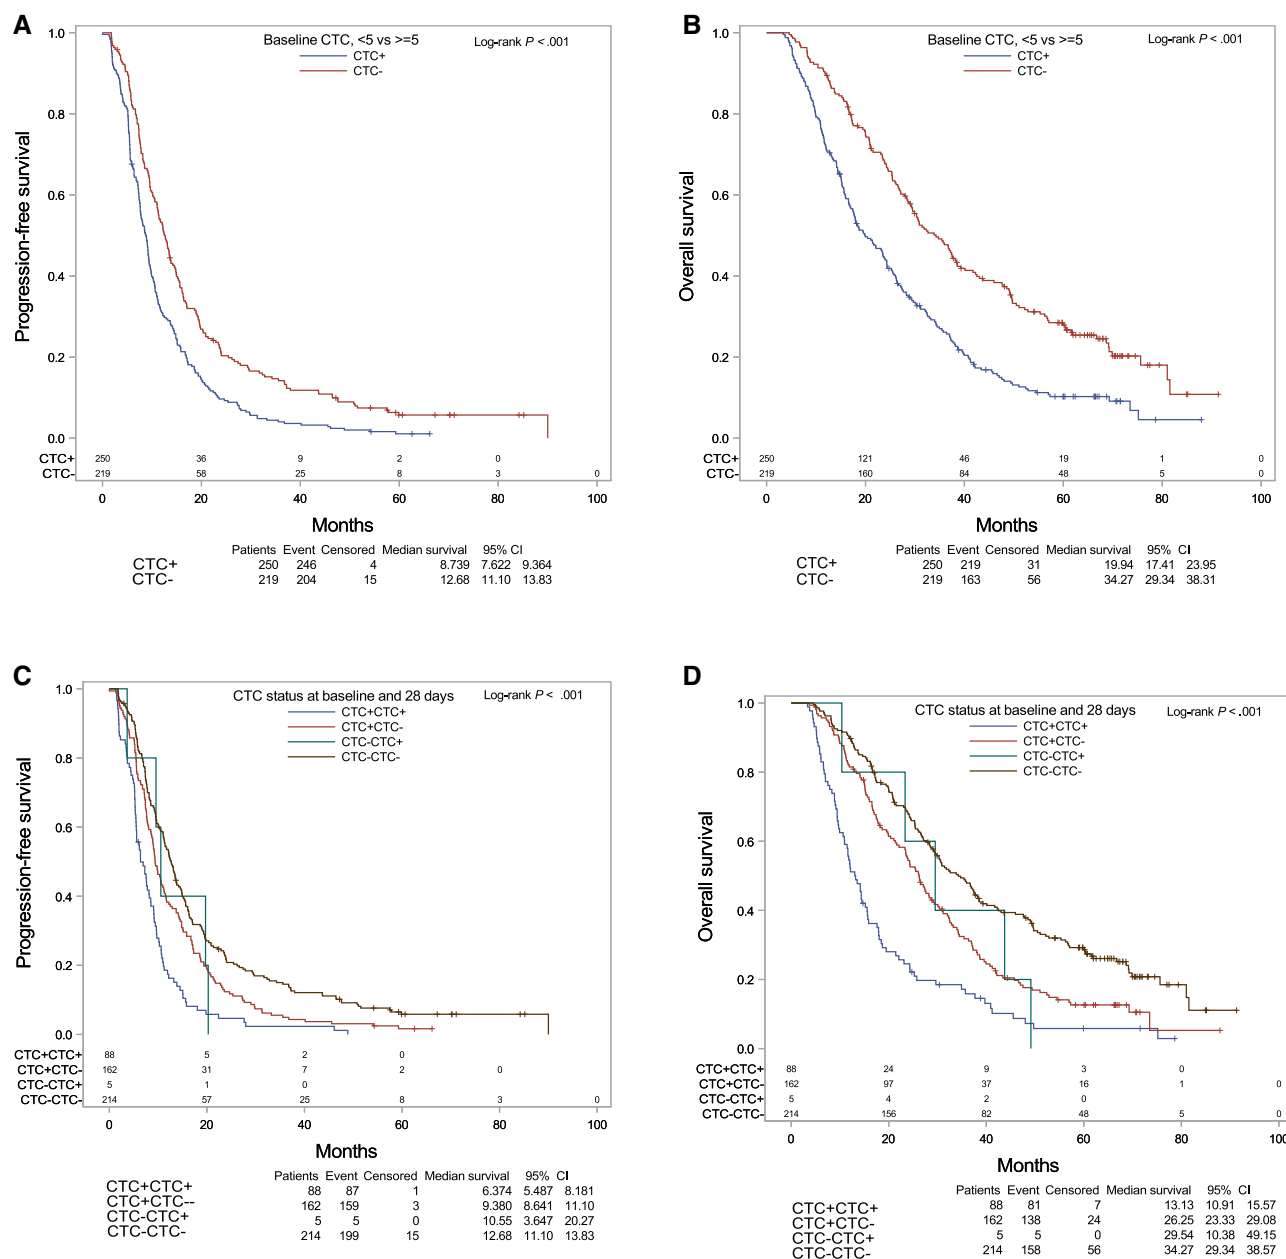 A
Baseline CTC, <5 vs >=5
Log-rank P < .001
CTC+
CTC-
Progression-free survival
1.0
0.8
0.6
0.4
0.2
0.0
CTC+ 250 36 9 2 0
CTC- 219 58 25 8 3 0
0 20 40 60 80 100
Months
Patients Event Censored Median survival 95% CI
CTC+ 250 246 4 8.739 7.622 9.364
CTC- 219 204 15 12.68 11.10 13.83
B
Baseline CTC, <5 vs >=5
Log-rank P < .001
CTC+
CTC-
Overall survival
1.0
0.8
0.6
0.4
0.2
0.0
CTC+ 250 121 46 19 1 0
CTC- 219 160 84 48 5 0
0 20 40 60 80 100
Months
Patients Event Censored Median survival 95% CI
CTC+ 250 219 31 19.94 17.41 23.95
CTC- 219 163 56 34.27 29.34 38.31
C
CTC status at baseline and 28 days
Log-rank P < .001
CTC+CTC+
CTC+CTC-
CTC-CTC+
CTC-CTC-
Progression-free survival
1.0
0.8
0.6
0.4
0.2
0.0
CTC+CTC+ 88 5 2 0
CTC+CTC- 162 31 7 2 0
CTC-CTC+ 5 1 0
CTC-CTC- 214 57 25 8 3 0
0 20 40 60 80 100
Months
Patients Event Censored Median survival 95% CI
CTC+CTC+ 88 87 1 6.374 5.487 8.181
CTC+CTC-- 162 159 3 9.380 8.641 11.10
CTC-CTC+ 5 5 0 10.55 3.647 20.27
CTC-CTC- 214 199 15 12.68 11.10 13.83
D
CTC status at baseline and 28 days
Log-rank P < .001
CTC+CTC+
CTC+CTC-
CTC-CTC+
CTC-CTC-
Overall survival
1.0
0.8
0.6
0.4
0.2
0.0
CTC+CTC+ 88 24 9 3 0
CTC+CTC- 162 97 37 16 1 0
CTC-CTC+ 5 4 2 0
CTC-CTC- 214 156 82 48 5 0
0 20 40 60 80 100
Months
Patients Event Censored Median survival 95% CI
CTC+CTC+ 88 81 7 13.13 10.91 15.57
CTC+CTC- 162 138 24 26.25 23.33 29.08
CTC-CTC+ 5 5 0 29.54 10.38 49.15
CTC-CTC- 214 158 56 34.27 29.34 38.57